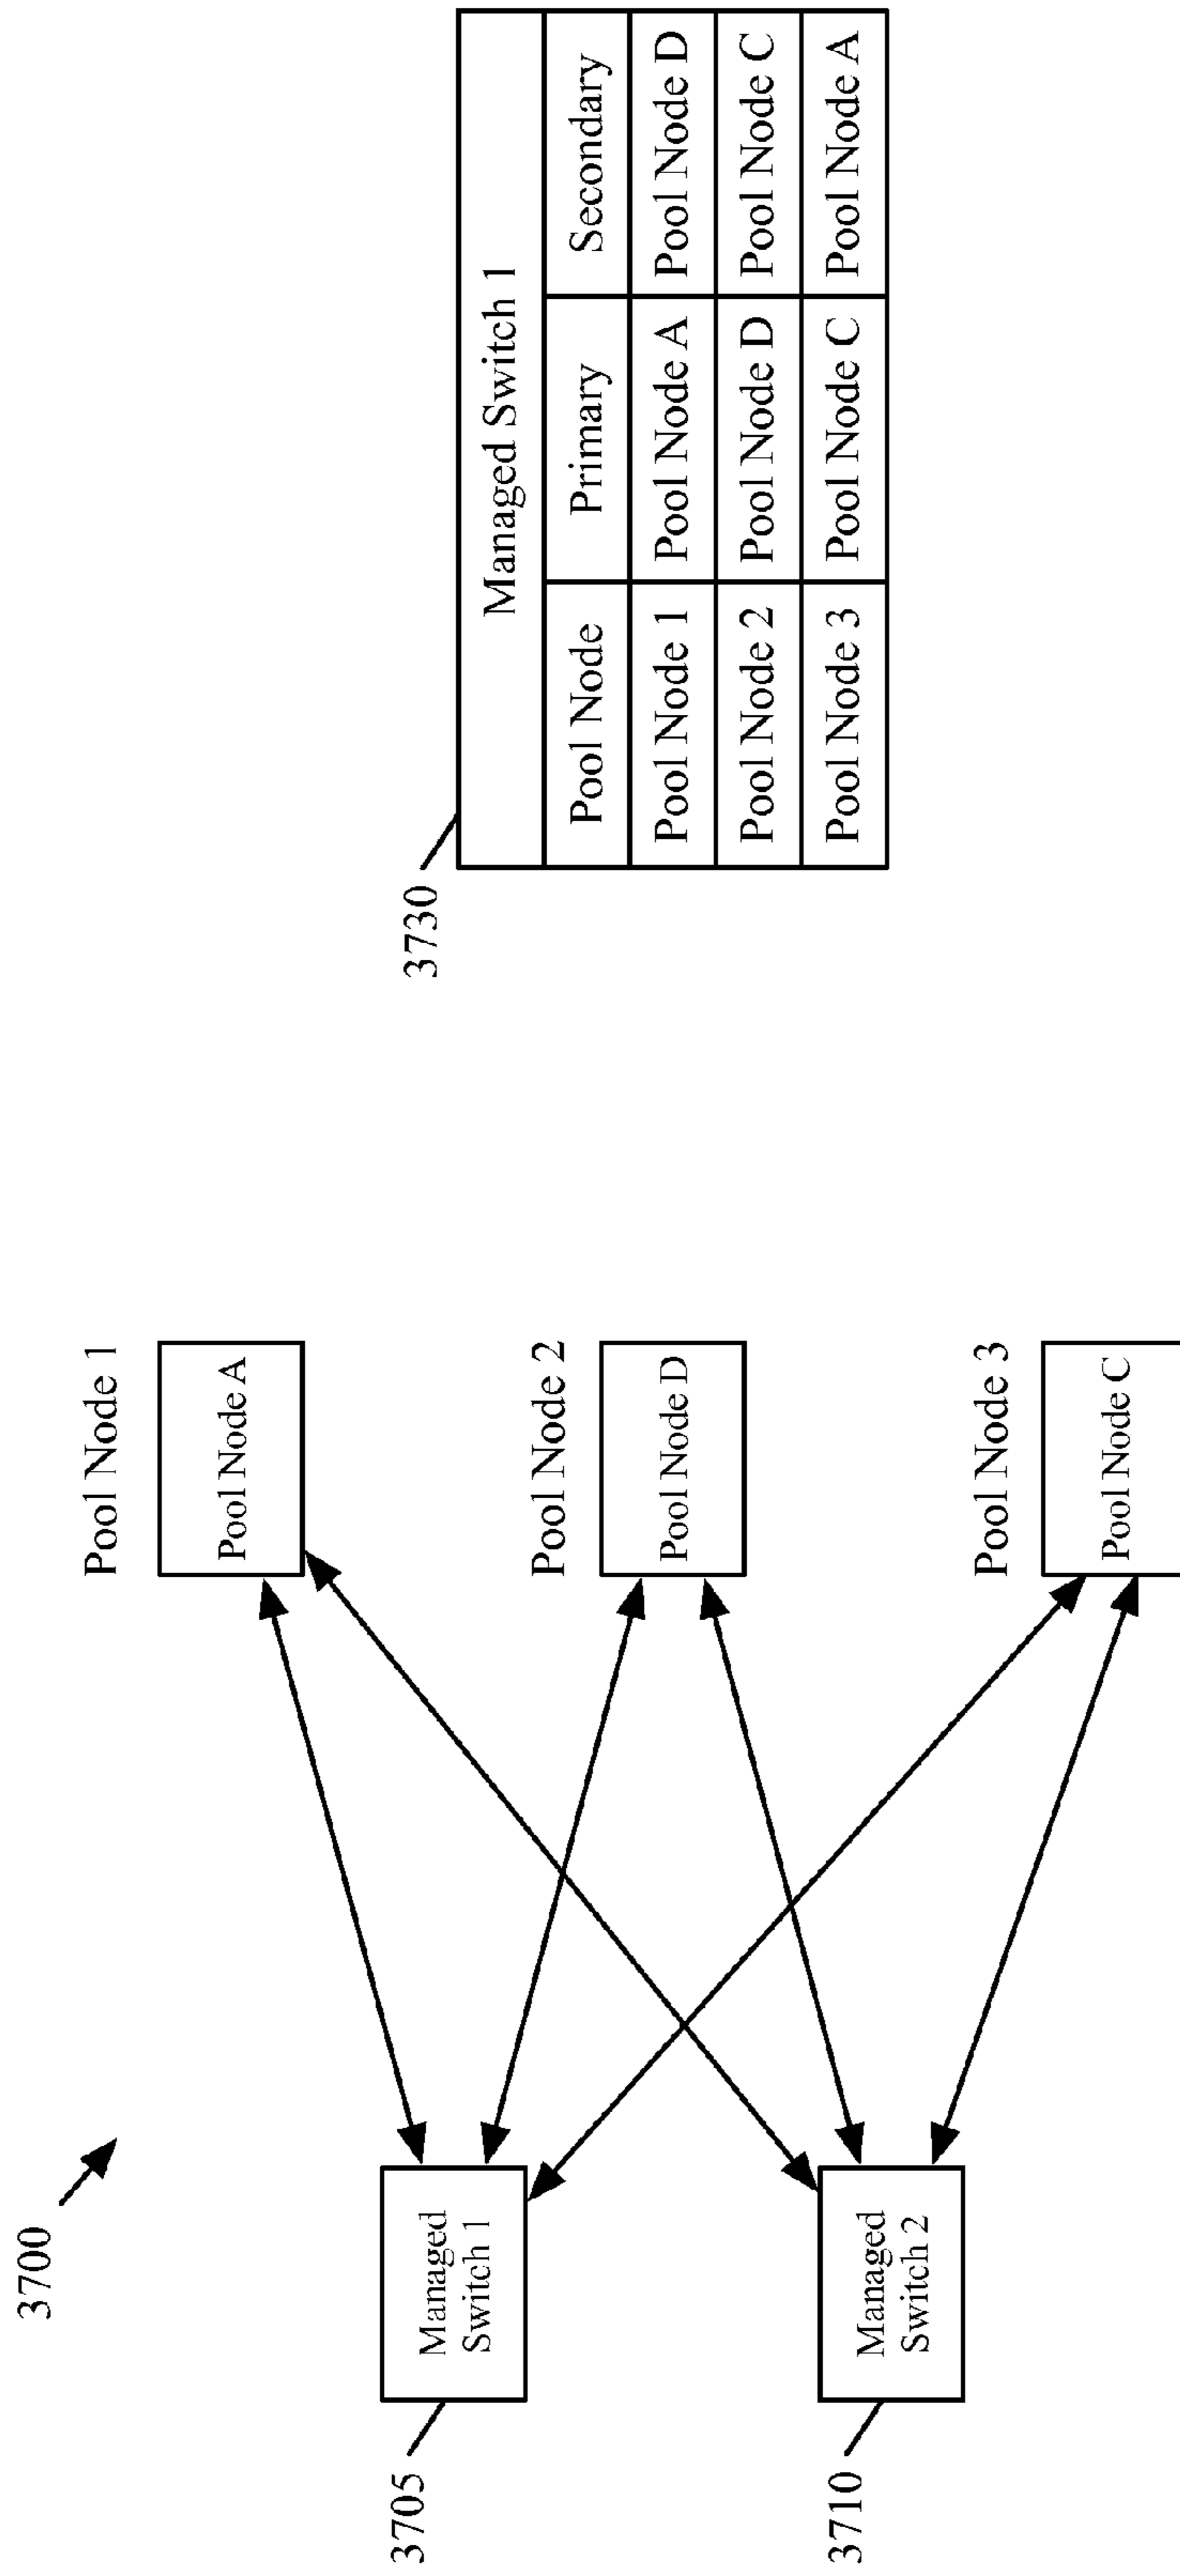 3700
Pool Node 1
Pool Node A
3705
Managed
Switch 1
Pool Node 2
Pool Node D
3710
Managed
Switch 2
Pool Node 3
Pool Node C
3730
Managed Switch 1
Pool Node Primary Secondary
Pool Node 1 Pool Node A Pool Node D
Pool Node 2 Pool Node D Pool Node C
Pool Node 3 Pool Node C Pool Node A